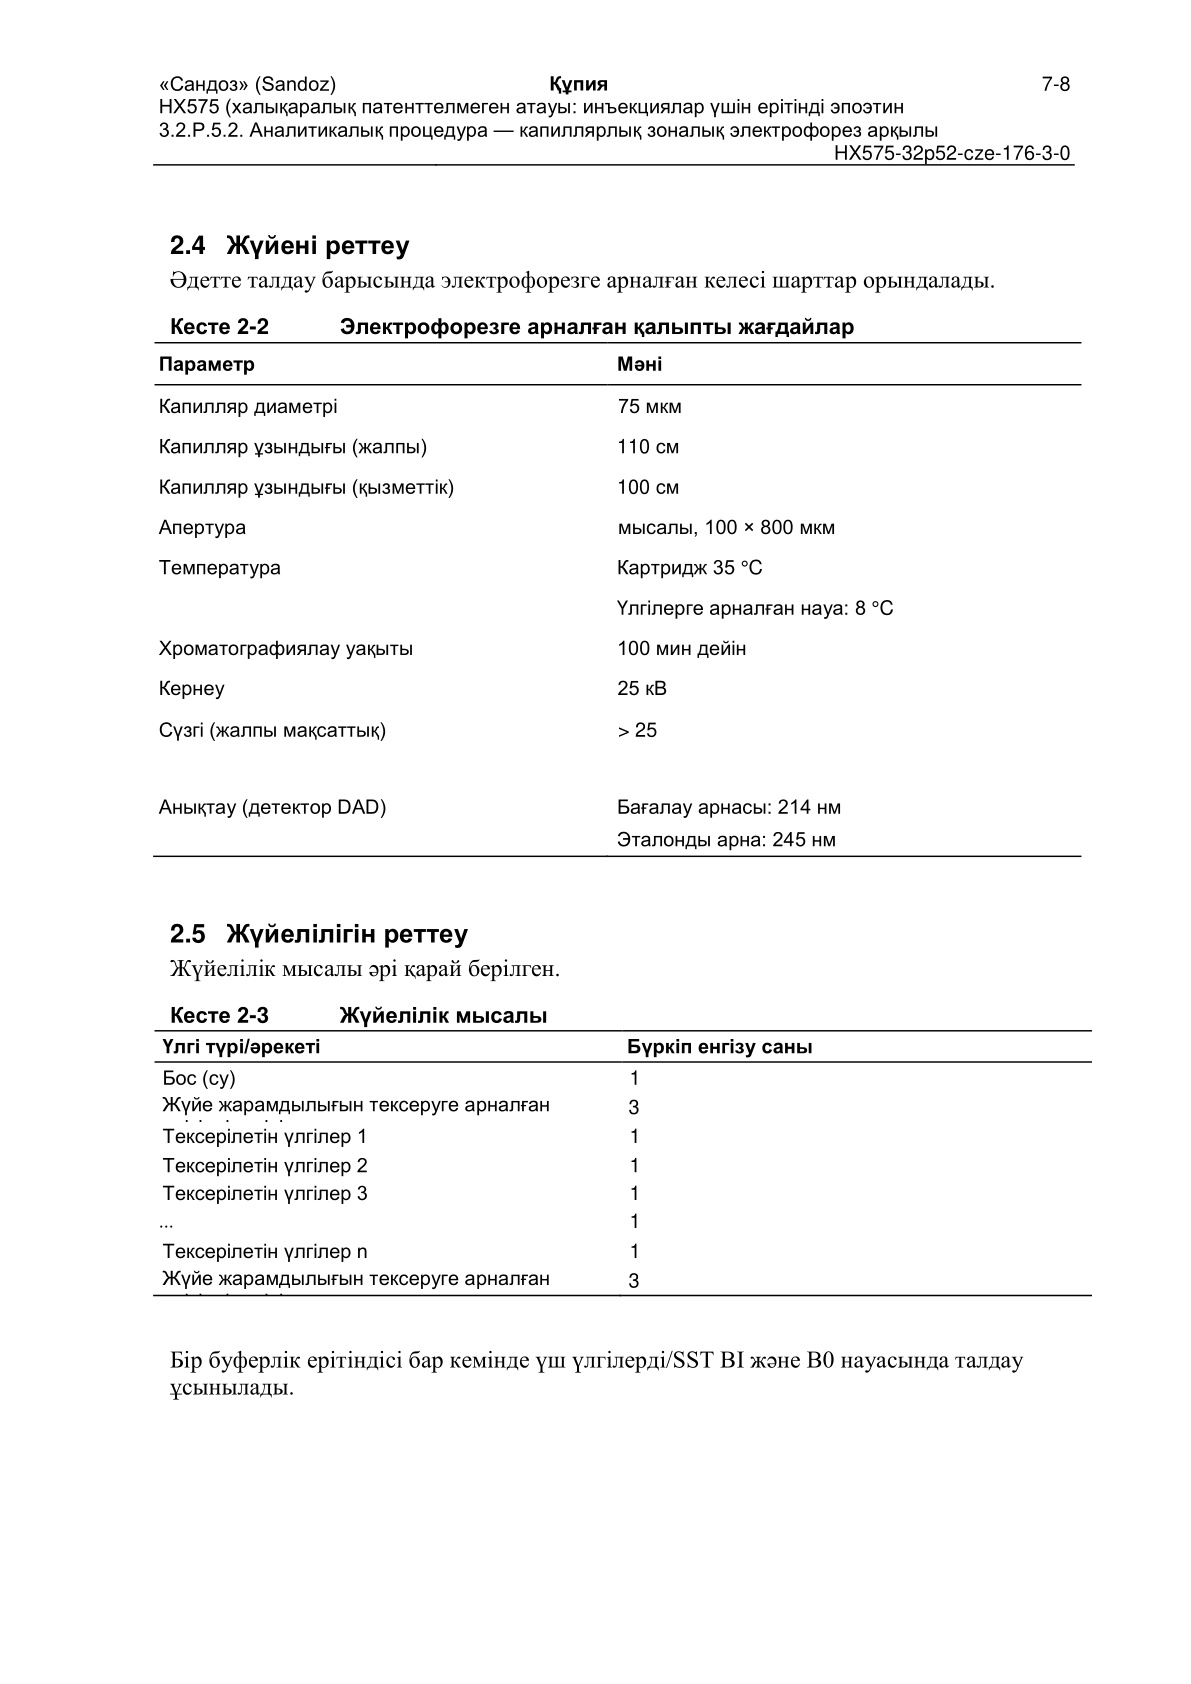 «Сандоз» (Sandoz) Құпия 7-8
HX575 (халықаралық патенттелмеген атауы: инъекциялар үшін ерітінді эпоэтин
3.2.P.5.2. Аналитикалық процедура — капиллярлық зоналық электрофорез арқылы
HX575-32p52-cze-176-3-0
2.4 Жүйені реттеу
Әдетте талдау барысында электрофорезге арналған келесі шарттар орындалады.
Кесте 2-2 Электрофорезге арналған қалыпты жағдайлар
Параметр Мәні
Капилляр диаметрі 75 мкм
Капилляр ұзындығы (жалпы) 110 см
Капилляр ұзындығы (қызметтік) 100 см
Апертура мысалы, 100 × 800 мкм
Температура Картридж 35 °C
Үлгілерге арналған науа: 8 °C
Хроматографиялау уақыты 100 мин дейін
Кернеу 25 кВ
Сүзгі (жалпы мақсаттық) > 25
Анықтау (детектор DAD) Бағалау арнасы: 214 нм
Эталонды арна: 245 нм
2.5 Жүйелілігін реттеу
Жүйелілік мысалы әрі қарай берілген.
Кесте 2-3 Жүйелілік мысалы
Үлгі түрі/әрекеті Бүркіп енгізу саны
Бос (су) 1
Жүйе жарамдылығын тексеруге арналған 3
Тексерілетін үлгілер 1 1
Тексерілетін үлгілер 2 1
Тексерілетін үлгілер 3 1
... 1
Тексерілетін үлгілер n 1
Жүйе жарамдылығын тексеруге арналған 3
Бір буферлік ерітіндісі бар кемінде үш үлгілерді/SST BI және B0 науасында талдау
ұсынылады.